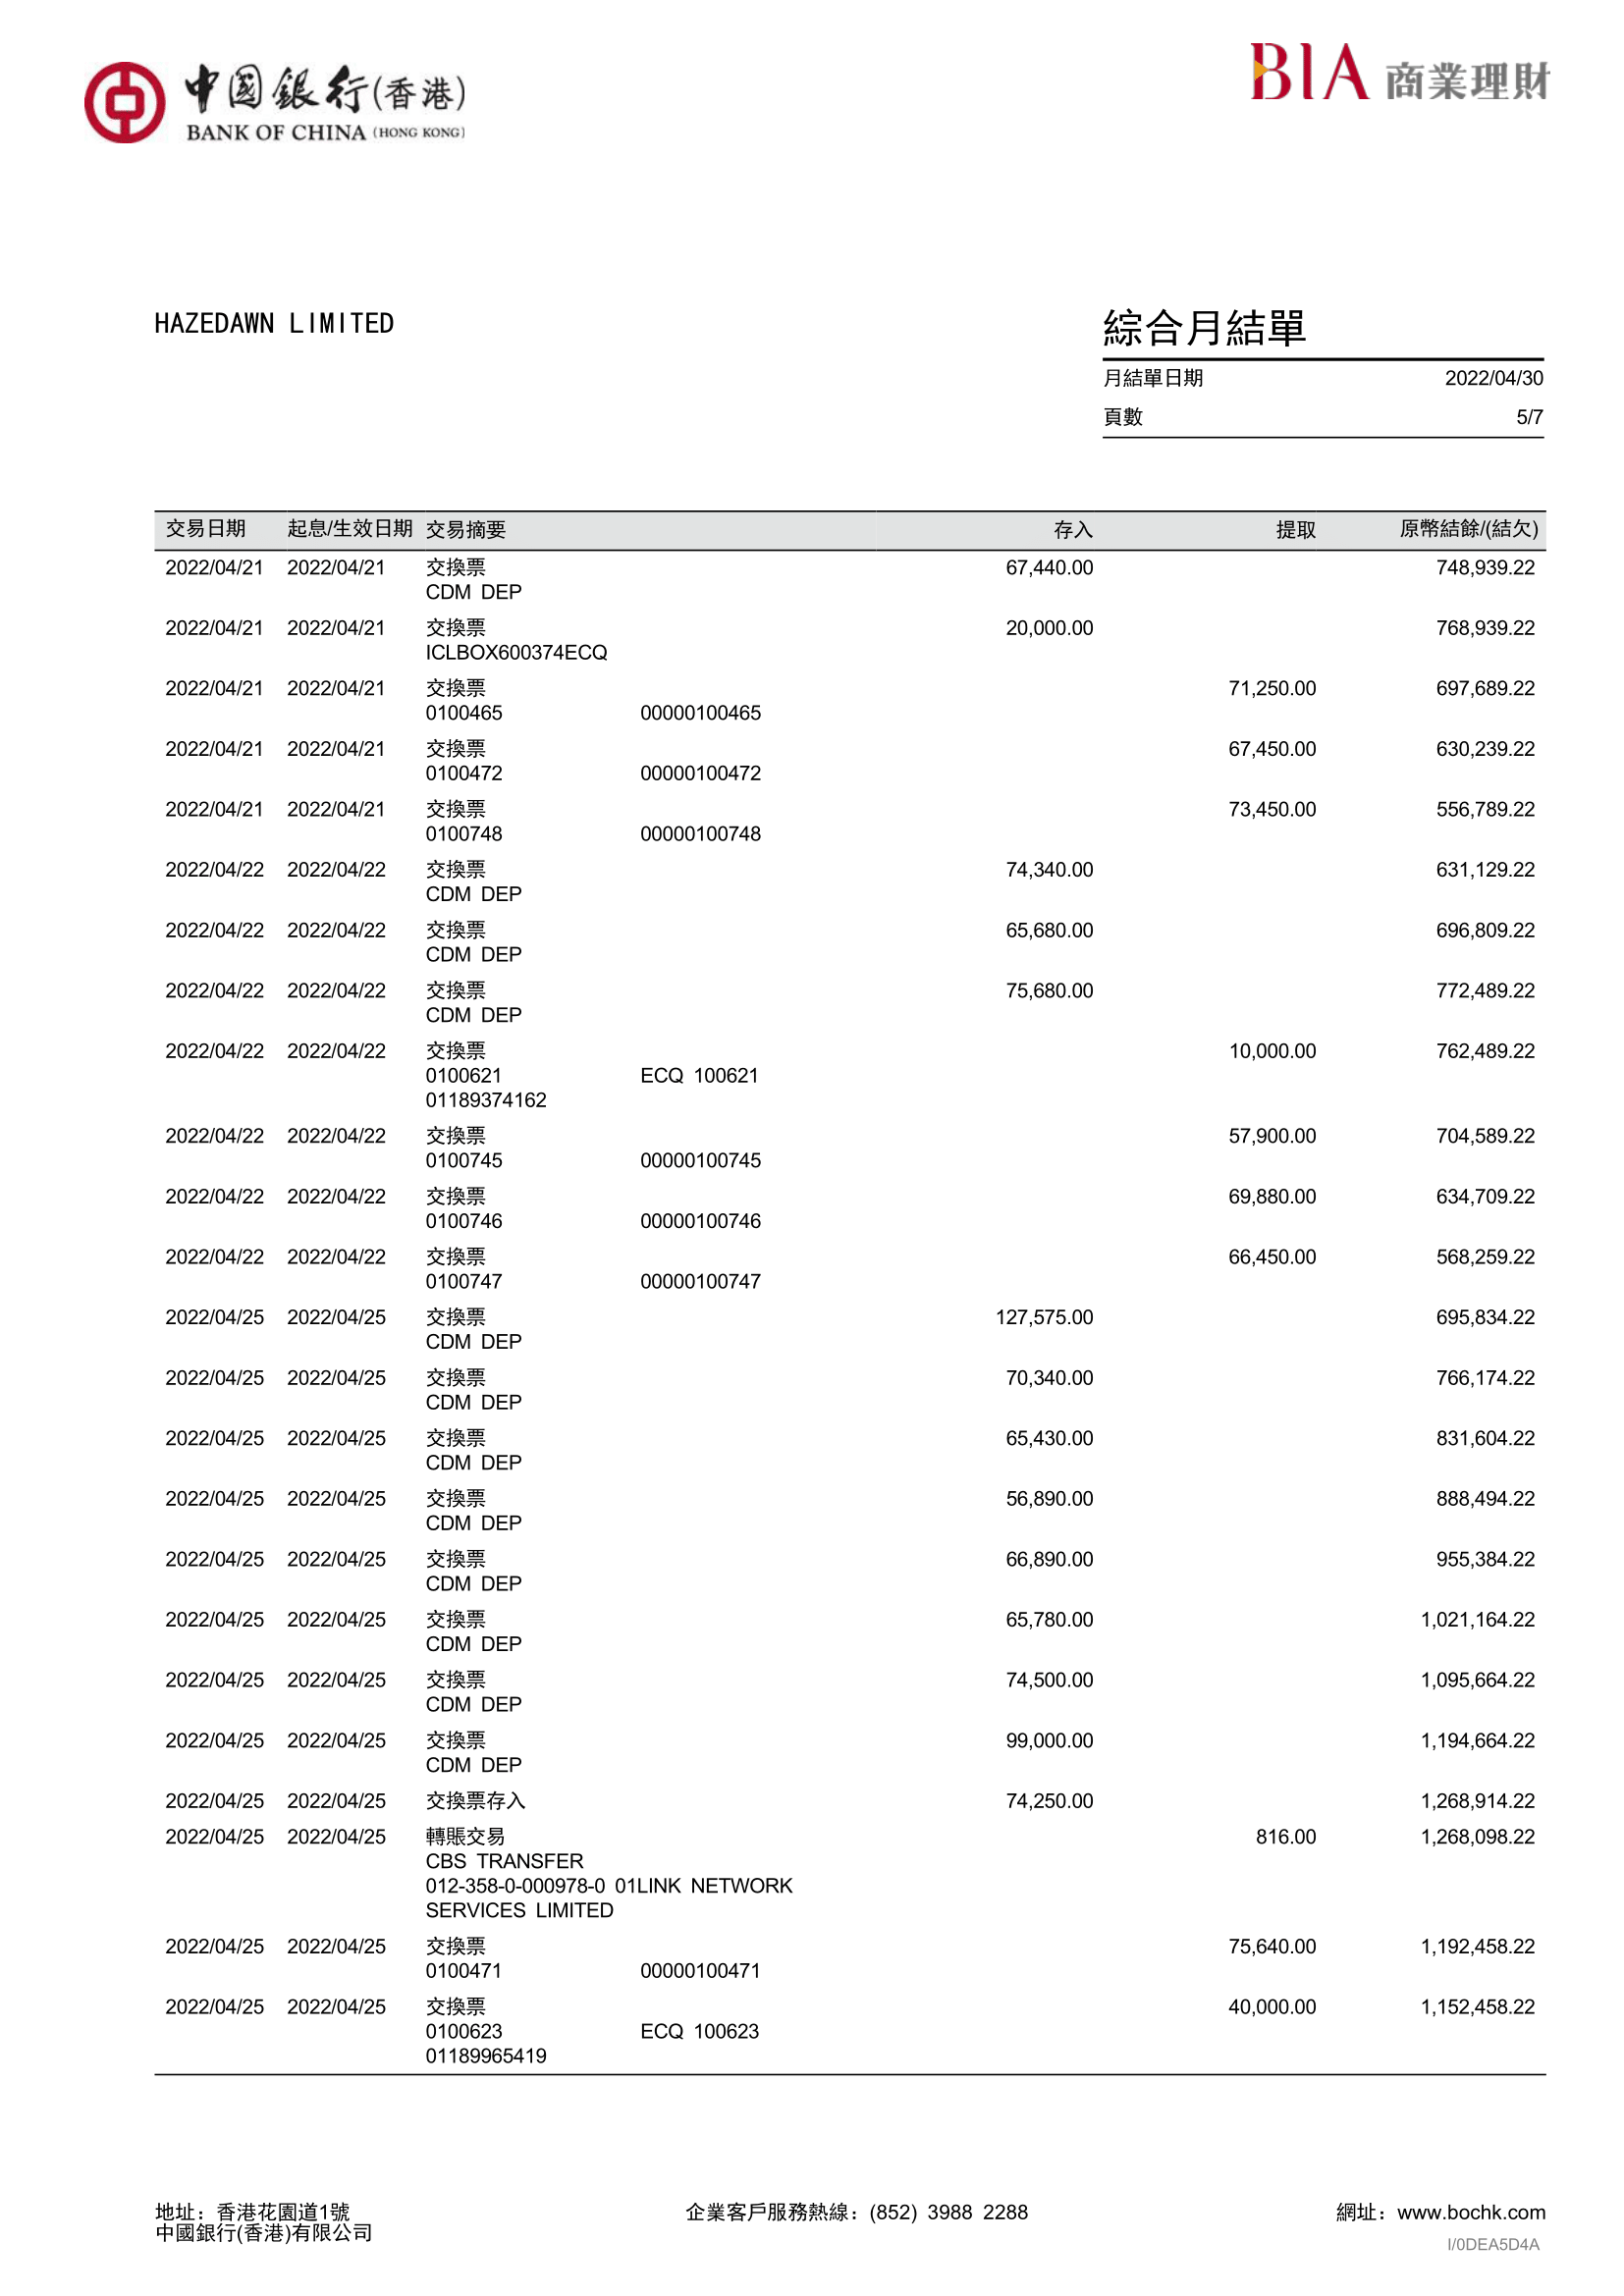 中國銀行(香港)
BANK OF CHINA (HONG KONG)
BIA 商業理財
HAZEDAWN LIMITED
綜合月結單
月結單日期 2022/04/30
頁數 5/7
交易日期 起息/生效日期 交易摘要 存入 提取 原幣結餘/(結欠)
2022/04/21 2022/04/21 交換票 67,440.00 748,939.22
CDM DEP
2022/04/21 2022/04/21 交換票 20,000.00 768,939.22
ICLBOX600374ECQ
2022/04/21 2022/04/21 交換票 71,250.00 697,689.22
0100465 00000100465
2022/04/21 2022/04/21 交換票 67,450.00 630,239.22
0100472 00000100472
2022/04/21 2022/04/21 交換票 73,450.00 556,789.22
0100748 00000100748
2022/04/22 2022/04/22 交換票 74,340.00 631,129.22
CDM DEP
2022/04/22 2022/04/22 交換票 65,680.00 696,809.22
CDM DEP
2022/04/22 2022/04/22 交換票 75,680.00 772,489.22
CDM DEP
2022/04/22 2022/04/22 交換票 10,000.00 762,489.22
0100621 ECQ 100621
01189374162
2022/04/22 2022/04/22 交換票 57,900.00 704,589.22
0100745 00000100745
2022/04/22 2022/04/22 交換票 69,880.00 634,709.22
0100746 00000100746
2022/04/22 2022/04/22 交換票 66,450.00 568,259.22
0100747 00000100747
2022/04/25 2022/04/25 交換票 127,575.00 695,834.22
CDM DEP
2022/04/25 2022/04/25 交換票 70,340.00 766,174.22
CDM DEP
2022/04/25 2022/04/25 交換票 65,430.00 831,604.22
CDM DEP
2022/04/25 2022/04/25 交換票 56,890.00 888,494.22
CDM DEP
2022/04/25 2022/04/25 交換票 66,890.00 955,384.22
CDM DEP
2022/04/25 2022/04/25 交換票 65,780.00 1,021,164.22
CDM DEP
2022/04/25 2022/04/25 交換票 74,500.00 1,095,664.22
CDM DEP
2022/04/25 2022/04/25 交換票 99,000.00 1,194,664.22
CDM DEP
2022/04/25 2022/04/25 交換票存入 74,250.00 1,268,914.22
2022/04/25 2022/04/25 轉賬交易 816.00 1,268,098.22
CBS TRANSFER
012-358-0-000978-0 01LINK NETWORK
SERVICES LIMITED
2022/04/25 2022/04/25 交換票 75,640.00 1,192,458.22
0100471 00000100471
2022/04/25 2022/04/25 交換票 40,000.00 1,152,458.22
0100623 ECQ 100623
01189965419
地址：香港花園道1號 企業客戶服務熱線：(852) 3988 2288 網址：www.bochk.com
中國銀行(香港)有限公司
I/0DEA5D4A